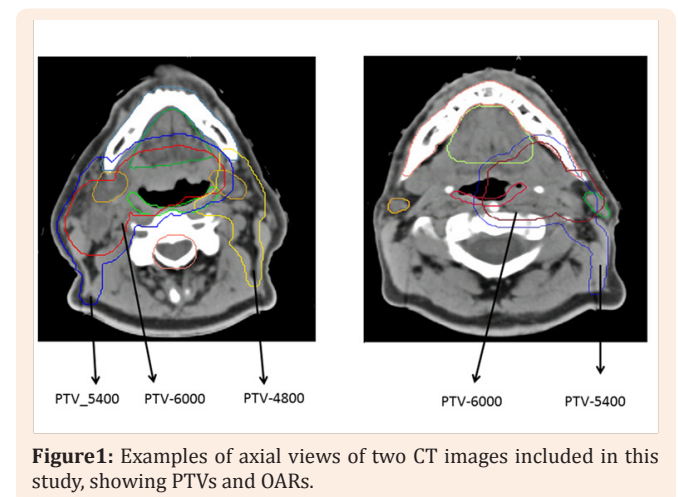 PTV_5400 PTV-6000 PTV-4800 PTV-6000 PTV-5400
Figure1: Examples of axial views of two CT images included in this
study, showing PTVs and OARs.